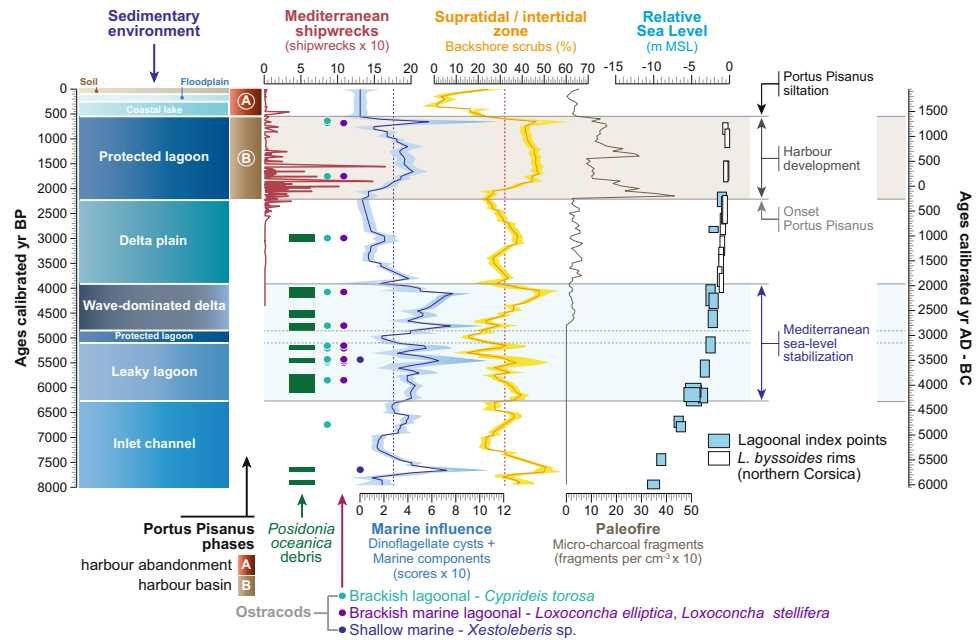 Sedimentary
environment
Mediterranean
shipwrecks
(shipwrecks x 10)
Supratidal / intertidal
zone
Backshore scrubs (%)
Relative
Sea Level
(m MSL)
0 5 10 15 20
0 10 20 30 40 50 60 70
-15 -10 -5 0
Ages calibrated yr BP
0
500
1000
1500
2000
2500
3000
3500
4000
4500
5000
5500
6000
6500
7000
7500
8000
Soil
Floodplain
Coastal lake
Protected lagoon
Delta plain
Wave-dominated delta
Protected lagoon
Leaky lagoon
Inlet channel
A
B
Portus Pisanus
siltation
Harbour
development
Onset
Portus Pisanus
Mediterranean
sea-level
stabilization
Ages calibrated yr AD - BC
1500
1000
500
0
500
1000
1500
2000
2500
3000
3500
4000
4500
5000
5500
6000
Lagoonal index points
L. byssoides rims
(northern Corsica)
0 2 4 6 8 10 12
0 10 20 30 40 50
Portus Pisanus
phases
harbour abandonment A
harbour basin B
Posidonia
oceanica
debris
Marine influence
Dinoflagellate cysts +
Marine components
(scores x 10)
Paleofire
Micro-charcoal fragments
(fragments per cm-3 x 10)
Ostracods
Brackish lagoonal - Cyprideis torosa
Brackish marine lagoonal - Loxoconcha elliptica, Loxoconcha stellifera
Shallow marine - Xestoleberis sp.